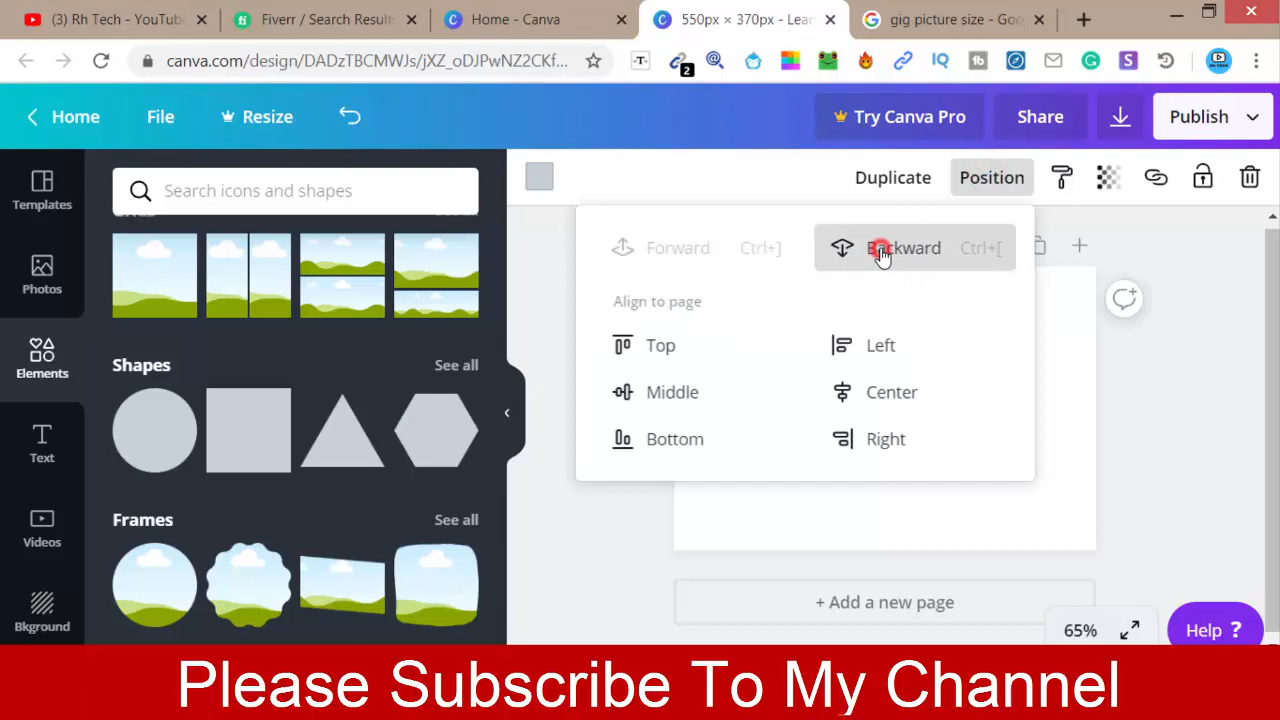 (3) Rh Tech - YouTube
Fiverr / Search Results
Home - Canva
550px × 370px - Lead
gig picture size - Goo
canva.com/design/DADzTBCMWJs/jXZ_oDJPwNZ2CKf...
2
Home
File
Resize
Try Canva Pro
Share
Publish
Templates
Photos
Elements
Text
Videos
Bkground
Search icons and shapes
Shapes
See all
Frames
See all
Duplicate
Position
Forward Ctrl+]
Backward Ctrl+[
Align to page
Top
Left
Middle
Center
Bottom
Right
+ Add a new page
65%
Help ?
Please Subscribe To My Channel